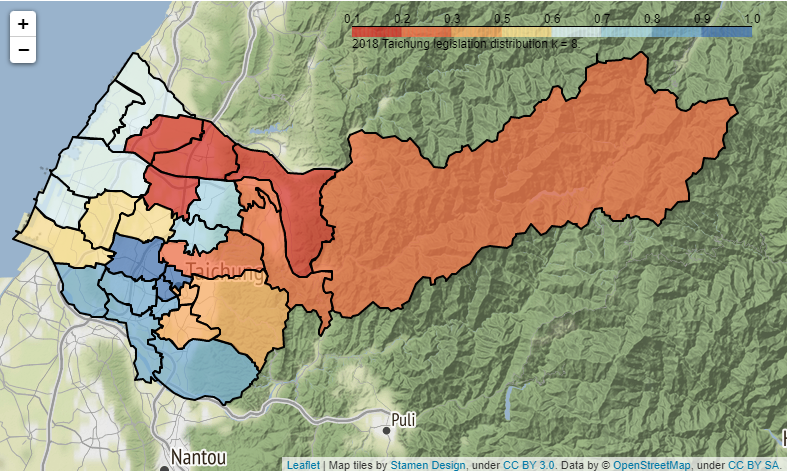 +
−
0.1 0.2 0.3 0.5 0.6 0.7 0.8 0.9 1.0
2018 Taichung legislation distribution k = 8
Taichung
Puli
Nantou
H
Leaflet | Map tiles by Stamen Design, under CC BY 3.0. Data by © OpenStreetMap, under CC BY SA.